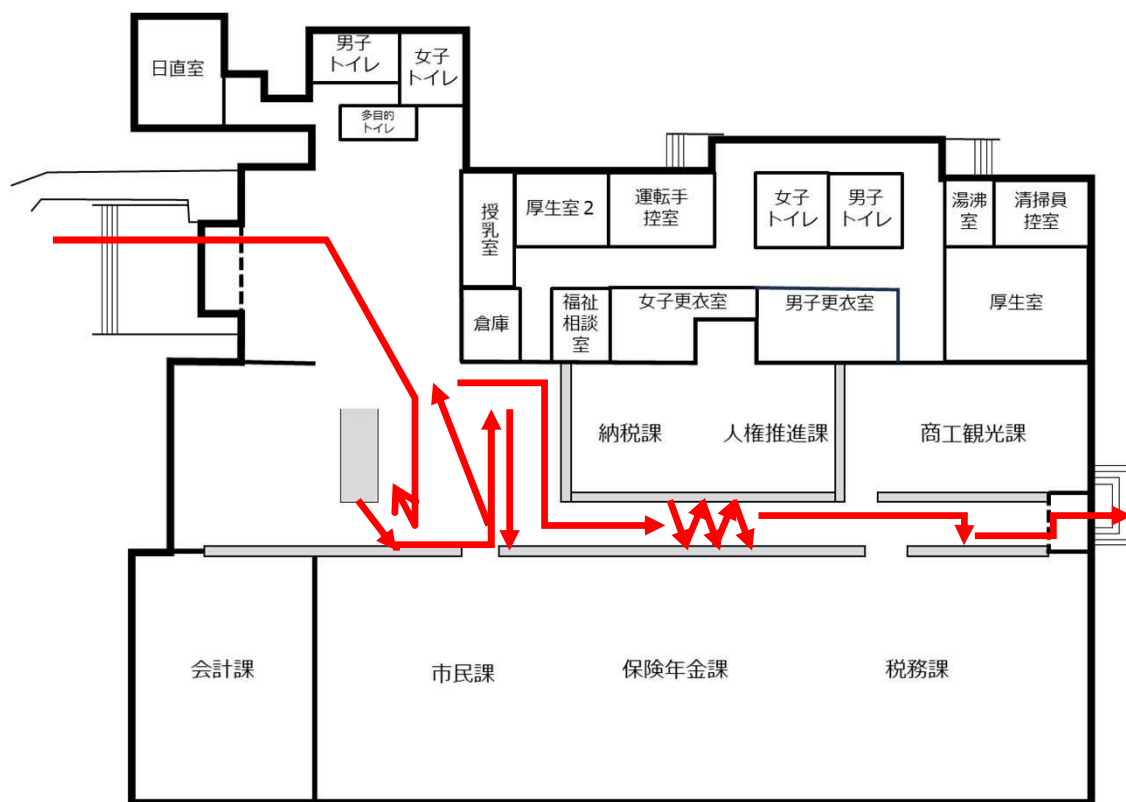 日直室
男子
トイレ
女子
トイレ
多目的
トイレ
授
乳
室
厚生室２
運転手
控室
女子
トイレ
男子
トイレ
湯沸
室
清掃員
控室
倉庫
福祉
相談
室
女子更衣室
男子更衣室
厚生室
納税課
人権推進課
商工観光課
会計課
市民課
保険年金課
税務課